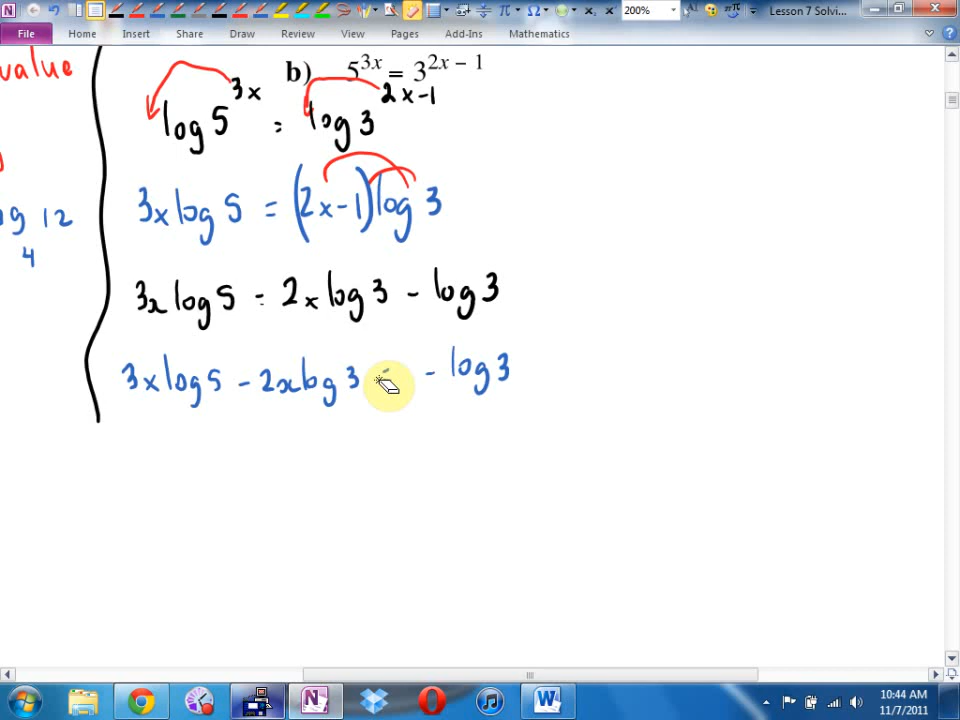 200%
Lesson 7 Solvi...
File Home Insert Share Draw Review View Pages Add-Ins Mathematics
value
b) 5^{3x} = 3^{2x – 1}
log 5^{3x} = log 3^{2x-1}
3x log 5 = (2x-1) log 3
12
4
3x log 5 = 2x log 3 - log 3
3x log 5 - 2x log 3 - log 3
10:44 AM
11/7/2011